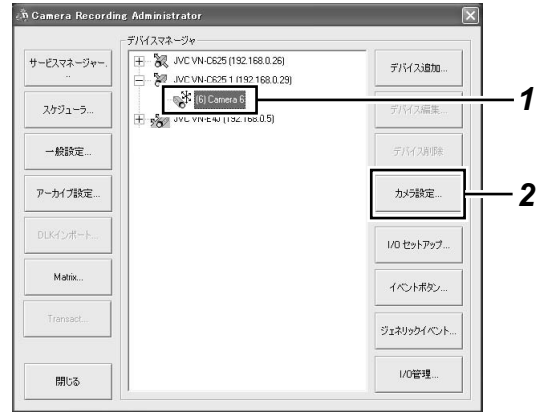 Camera Recording Administrator
デバイスマネージャ
サービスマネージャー...
スケジューラ...
一般設定...
アーカイブ設定...
DLKインポート...
Matrix...
Transact...
閉じる
JVC VN-C625 (192.168.0.26)
JVC VN-C625 1 (192.168.0.29)
(6) Camera 6
JVC VN-E4J (192.168.0.5)
デバイス追加...
デバイス編集...
デバイス削除
カメラ設定...
I/O セットアップ...
イベントボタン...
ジェネリックイベント...
I/O管理...
1
2